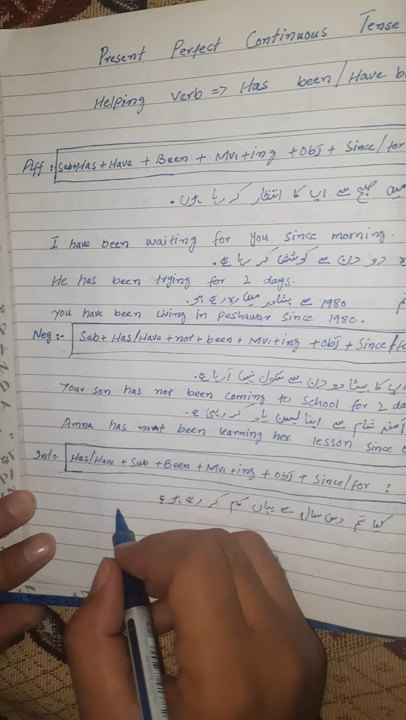 Present Perfect Continuous Tense
Helping verb => Has been/Have
Aff:- Sub+Has+Have + Been + Mv1+ing + Obj + Since/for
میں صبح سے آپ کا انتظار کر رہا ہوں۔
I have been waiting for you since morning.
دو دن سے کوشش کر رہا ہے۔
He has been trying for 2 days.
1980 سے پشاور میں رہ رہے ہو۔
You have been living in Peshawar since 1980.
Neg:- Sub+ Has/Have + not + been + Mv1+ing + Obj + Since/fo
آپ کا بیٹا دو دن سے سکول نہیں آ رہا ہے۔
Your son has not been coming to school for 2 da
آمنہ شام سے اپنا لیسن یاد کر رہی ہے۔
Amna has not been learning her lesson since
Int:- Has/Have + Sub + Been + Mv1+ing + Obj + Since/for ?
کیا تم دس سال سے یہاں کام کر رہے ہو؟